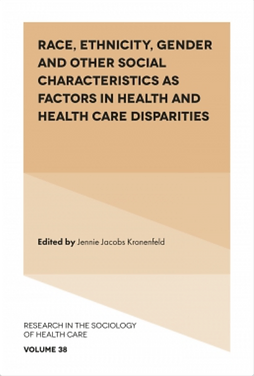 RACE, ETHNICITY, GENDER
AND OTHER SOCIAL
CHARACTERISTICS AS
FACTORS IN HEALTH AND
HEALTH CARE DISPARITIES
Edited by Jennie Jacobs Kronenfeld
RESEARCH IN THE SOCIOLOGY
OF HEALTH CARE
VOLUME 38